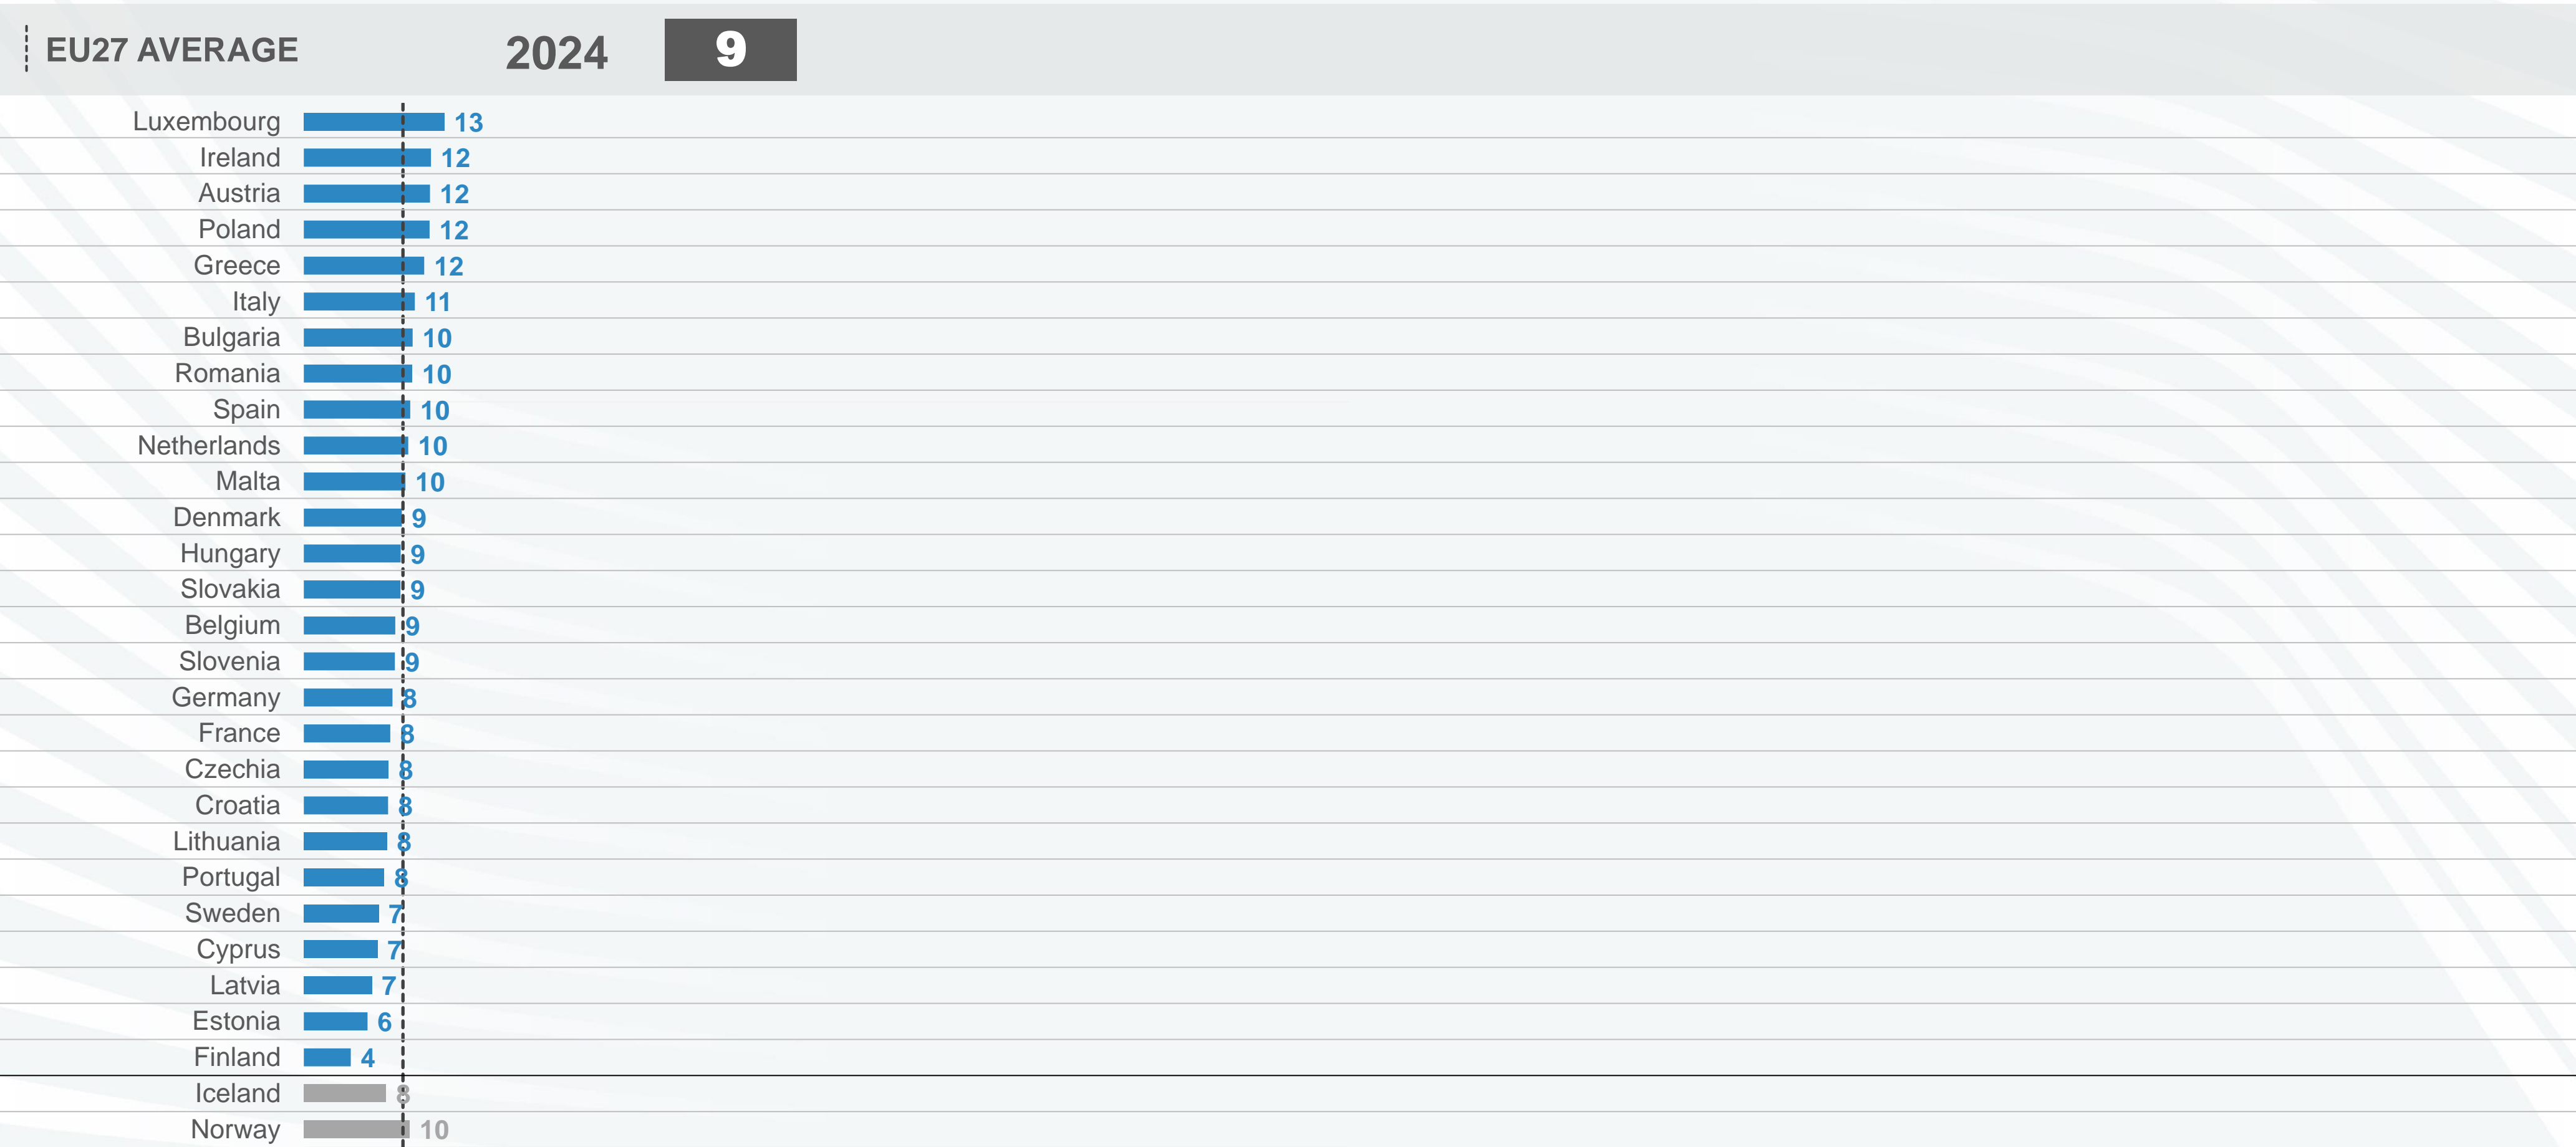 EU27 AVERAGE 2024 9
Luxembourg 13
Ireland 12
Austria 12
Poland 12
Greece 12
Italy 11
Bulgaria 10
Romania 10
Spain 10
Netherlands 10
Malta 10
Denmark 9
Hungary 9
Slovakia 9
Belgium 9
Slovenia 9
Germany 8
France 8
Czechia 8
Croatia 8
Lithuania 8
Portugal 8
Sweden 7
Cyprus 7
Latvia 7
Estonia 6
Finland 4
Iceland 8
Norway 10